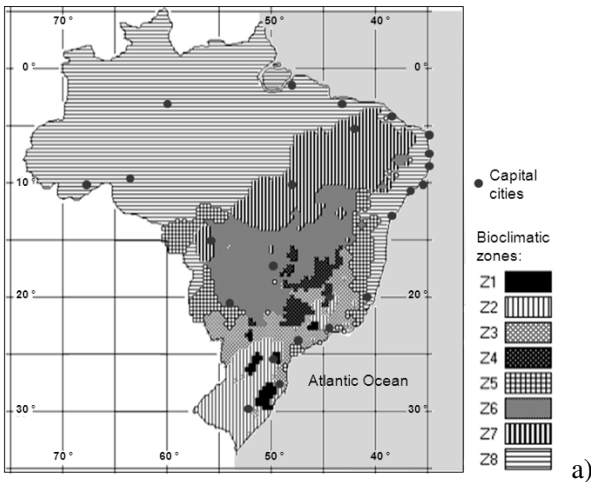 70° 50° 40°
0° 0°
Capital
cities
10° 10°
Bioclimatic
zones:
Z1
Z2
20° 20°
Z3
Z4
Atlantic Ocean
Z5
Z6
30° 30°
Z7
70° 60° 50° 40°
Z8
a)